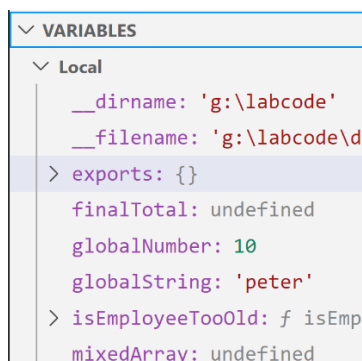 VARIABLES
Local
__dirname: 'g:\labcode'
__filename: 'g:\labcode\d
exports: {}
finalTotal: undefined
globalNumber: 10
globalString: 'peter'
isEmployeeTooOld: ƒ isEmp
mixedArray: undefined